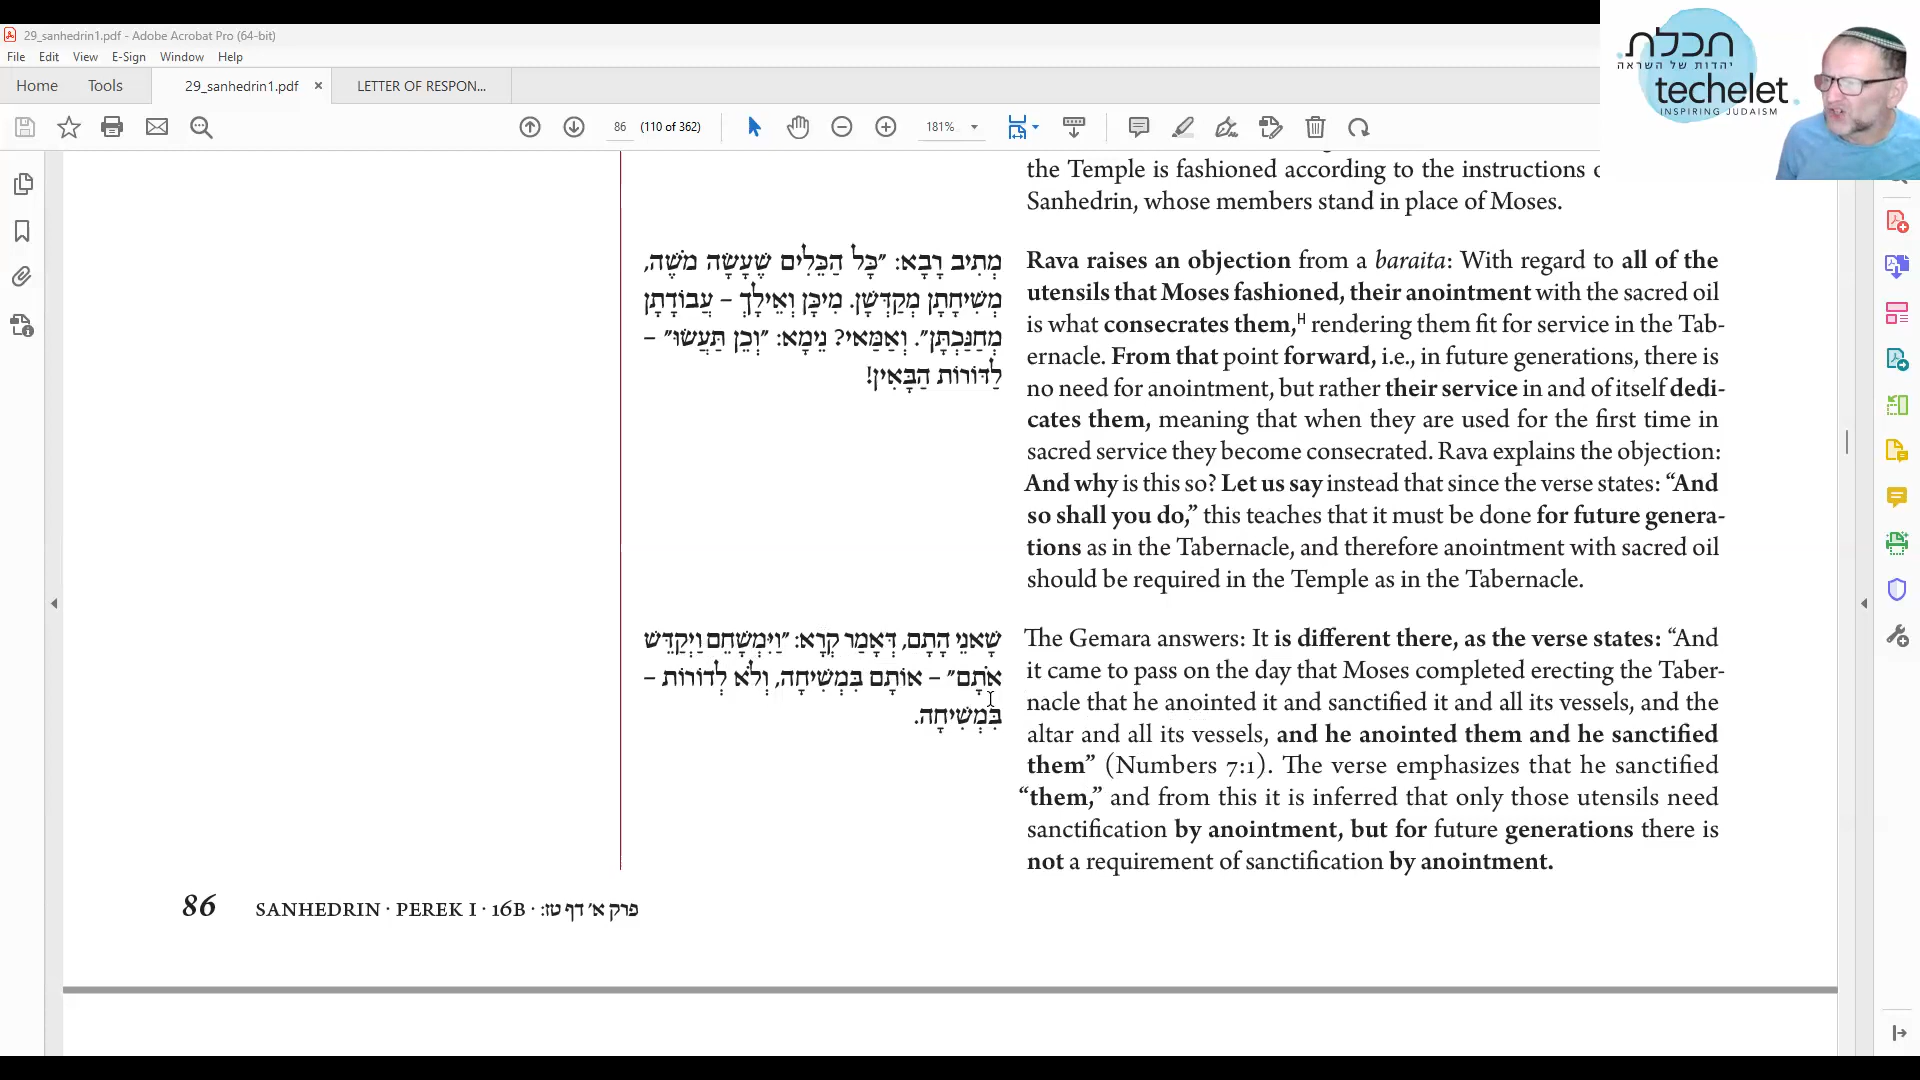 29_sanhedrin1.pdf - Adobe Acrobat Pro (64-bit)
File Edit View E-Sign Window Help
Home Tools 29_sanhedrin1.pdf × LETTER OF RESPON...
86 (110 of 362) 181%
תכלת
יהדות של השראה
techelet
INSPIRING JUDAISM
the Temple is fashioned according to the instructions
Sanhedrin, whose members stand in place of Moses.
מְתִיב רָבָא: ״כׇּל הַכֵּלִים שֶׁעָשָׂה מֹשֶׁה,
מְשִׁיחָתָן מְקַדְּשָׁן. מִיכָּן וְאֵילָךְ – עֲבוֹדָתָן
מְחַנַּכְתָּן״. וְאַמַּאי? נֵימָא: ״וְכֵן תַּעֲשׂוּ״ –
לַדּוֹרוֹת הַבָּאִין!
Rava raises an objection from a baraita: With regard to all of the
utensils that Moses fashioned, their anointment with the sacred oil
is what consecrates them,ᴴ rendering them fit for service in the Tab-
ernacle. From that point forward, i.e., in future generations, there is
no need for anointment, but rather their service in and of itself dedi-
cates them, meaning that when they are used for the first time in
sacred service they become consecrated. Rava explains the objection:
And why is this so? Let us say instead that since the verse states: “And
so shall you do,” this teaches that it must be done for future genera-
tions as in the Tabernacle, and therefore anointment with sacred oil
should be required in the Temple as in the Tabernacle.
שָׁאנֵי הָתָם, דְּאָמַר קְרָא: ״וַיִּמְשָׁחֵם וַיְקַדֵּשׁ
אֹתָם״ – אוֹתָם בִּמְשִׁיחָה, וְלֹא לְדוֹרוֹת –
בִּמְשִׁיחָה.
The Gemara answers: It is different there, as the verse states: “And
it came to pass on the day that Moses completed erecting the Taber-
nacle that he anointed it and sanctified it and all its vessels, and the
altar and all its vessels, and he anointed them and he sanctified
them” (Numbers 7:1). The verse emphasizes that he sanctified
“them,” and from this it is inferred that only those utensils need
sanctification by anointment, but for future generations there is
not a requirement of sanctification by anointment.
86 SANHEDRIN · PEREK I · 16B · פרק א׳ דף טז: